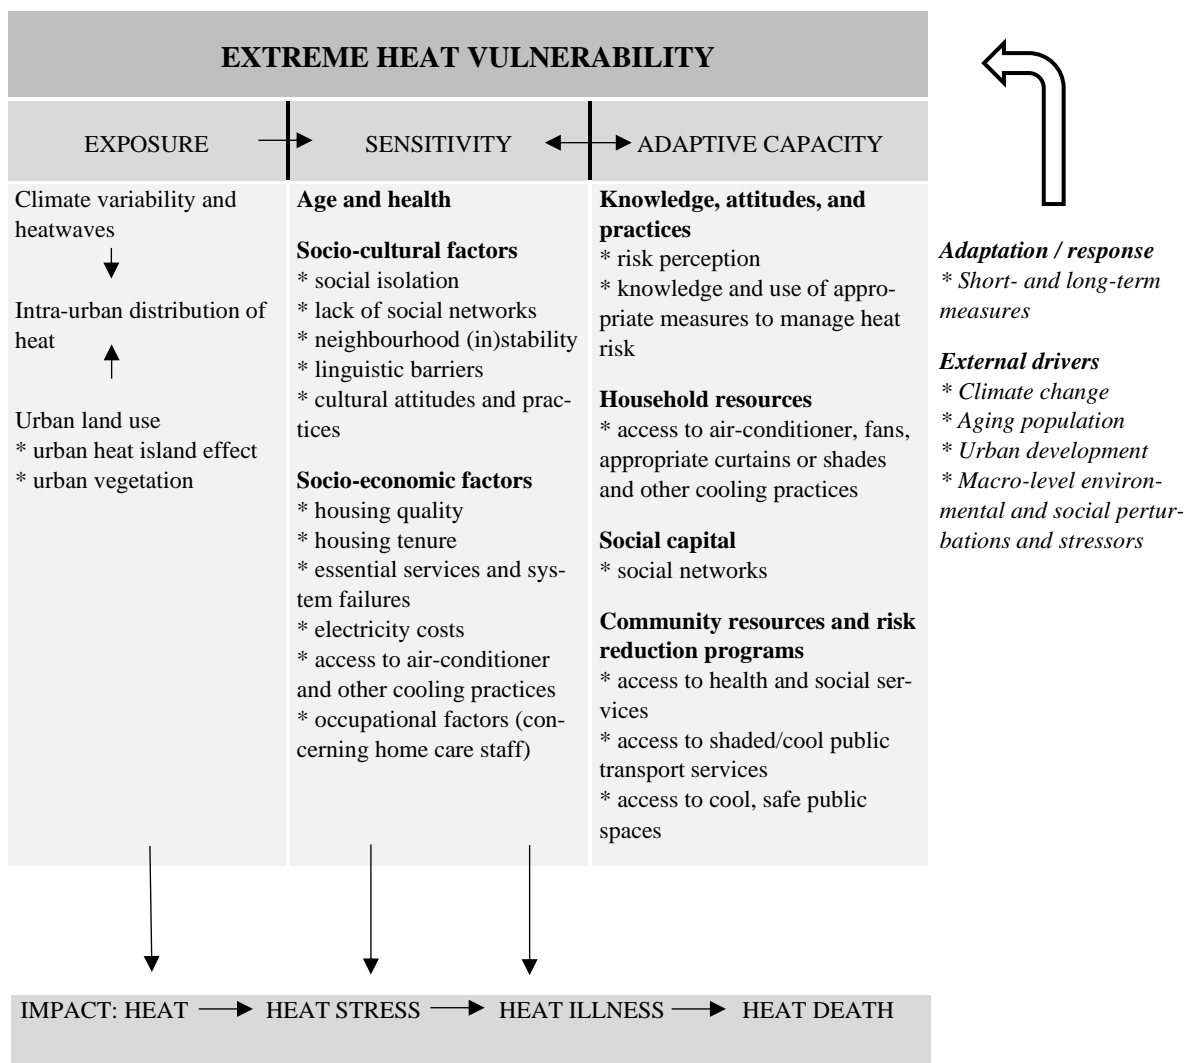 EXTREME HEAT VULNERABILITY
EXPOSURE
SENSITIVITY
ADAPTIVE CAPACITY
Climate variability and
heatwaves
Intra-urban distribution of
heat
Urban land use
* urban heat island effect
* urban vegetation
Age and health
Socio-cultural factors
* social isolation
* lack of social networks
* neighbourhood (in)stability
* linguistic barriers
* cultural attitudes and prac-
tices
Socio-economic factors
* housing quality
* housing tenure
* essential services and sys-
tem failures
* electricity costs
* access to air-conditioner
and other cooling practices
* occupational factors (con-
cerning home care staff)
Knowledge, attitudes, and
practices
* risk perception
* knowledge and use of appro-
priate measures to manage heat
risk
Household resources
* access to air-conditioner, fans,
appropriate curtains or shades
and other cooling practices
Social capital
* social networks
Community resources and risk
reduction programs
* access to health and social ser-
vices
* access to shaded/cool public
transport services
* access to cool, safe public
spaces
Adaptation / response
* Short- and long-term
measures
External drivers
* Climate change
* Aging population
* Urban development
* Macro-level environ-
mental and social pertur-
bations and stressors
IMPACT: HEAT
HEAT STRESS
HEAT ILLNESS
HEAT DEATH